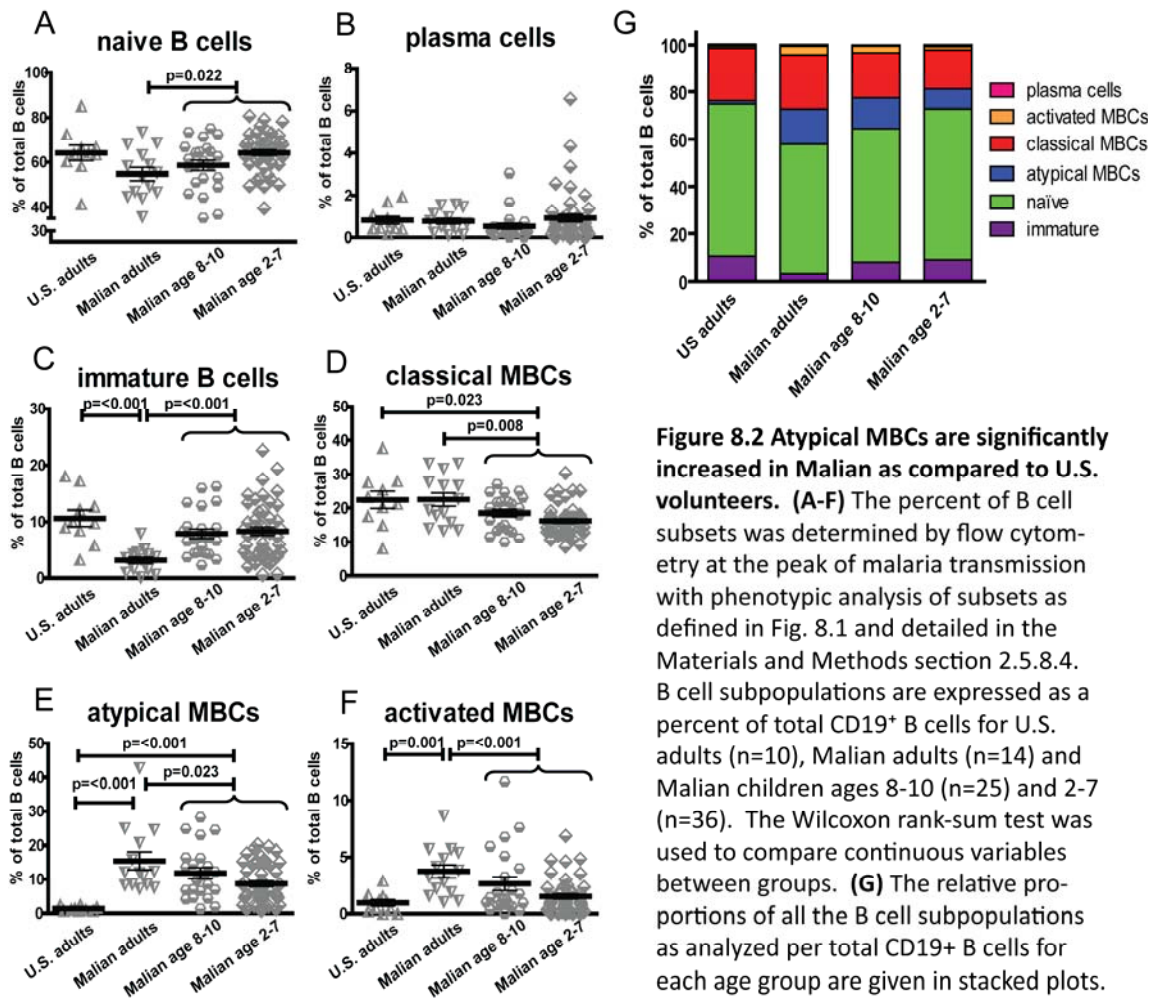 A
naive B cells
p=0.022
% of total B cells
100
80
60
40
30
U.S. adults
Malian adults
Malian age 8-10
Malian age 2-7
B
plasma cells
% of total B cells
8
6
4
2
0
U.S. adults
Malian adults
Malian age 8-10
Malian age 2-7
G
% of total B cells
100
80
60
40
20
0
US adults
Malian adults
Malian age 8-10
Malian age 2-7
plasma cells
activated MBCs
classical MBCs
atypical MBCs
naïve
immature
C
immature B cells
p=<0.001 p=<0.001
% of total B cells
30
20
10
0
U.S. adults
Malian adults
Malian age 8-10
Malian age 2-7
D
classical MBCs
p=0.023
p=0.008
% of total B cells
50
40
30
20
10
0
U.S. adults
Malian adults
Malian age 8-10
Malian age 2-7
E
atypical MBCs
p=<0.001
p=<0.001
p=0.023
% of total B cells
50
40
30
20
10
0
U.S. adults
Malian adults
Malian age 8-10
Malian age 2-7
F
activated MBCs
p=0.001 p=<0.001
% of total B cells
15
10
5
0
U.S. adults
Malian adults
Malian age 8-10
Malian age 2-7
Figure 8.2 Atypical MBCs are significantly
increased in Malian as compared to U.S.
volunteers. (A-F) The percent of B cell
subsets was determined by flow cytom-
etry at the peak of malaria transmission
with phenotypic analysis of subsets as
defined in Fig. 8.1 and detailed in the
Materials and Methods section 2.5.8.4.
B cell subpopulations are expressed as a
percent of total CD19⁺ B cells for U.S.
adults (n=10), Malian adults (n=14) and
Malian children ages 8-10 (n=25) and 2-7
(n=36). The Wilcoxon rank-sum test was
used to compare continuous variables
between groups. (G) The relative pro-
portions of all the B cell subpopulations
as analyzed per total CD19+ B cells for
each age group are given in stacked plots.